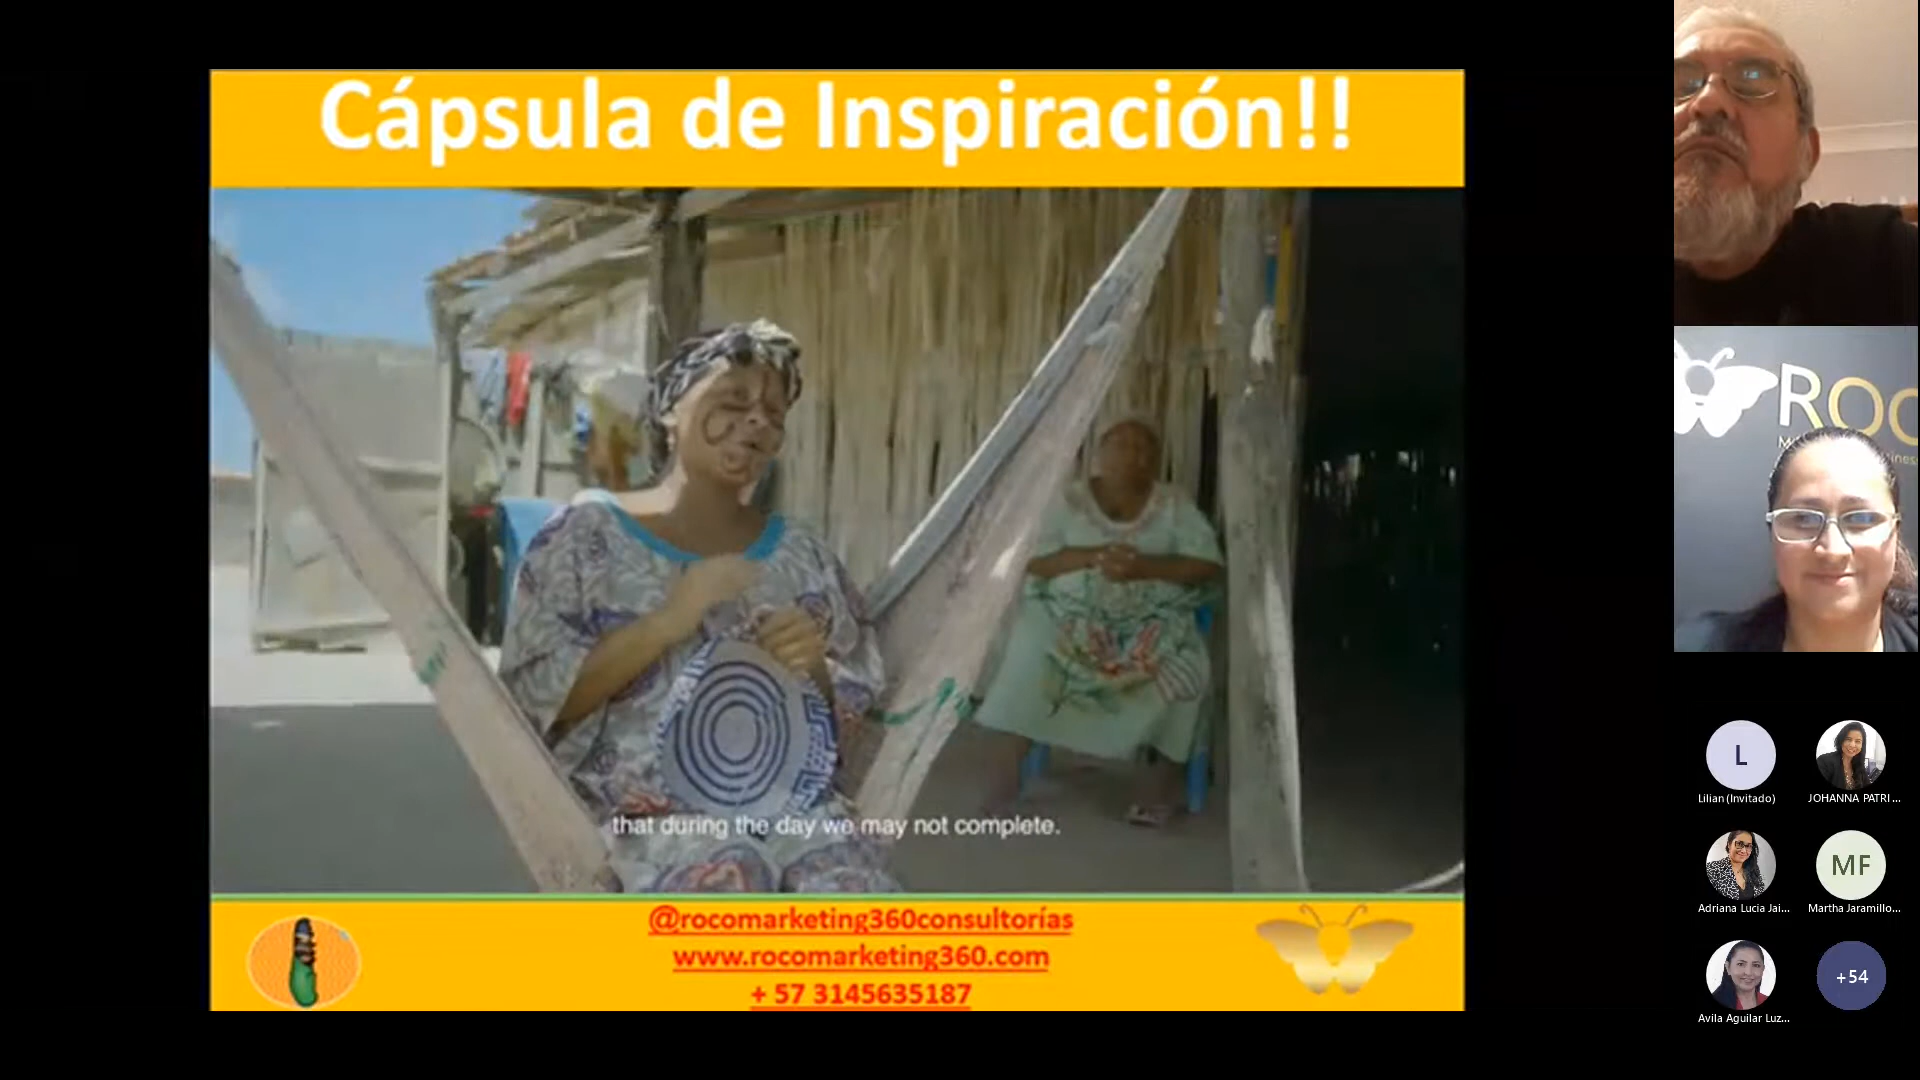 Cápsula de Inspiración!!
that during the day we may not complete.
@rocomarketing360consultorías
www.rocomarketing360.com
+ 57 3145635187
ROC
L
Lilian (Invitado)
JOHANNA PATRI...
Adriana Lucia Jai...
MF
Martha Jaramillo...
Avila Aguilar Luz...
+54